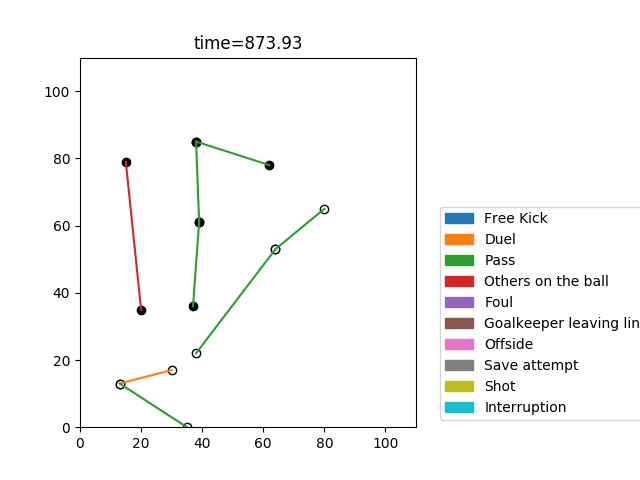 time=873.93
100
80
60
40
20
0
0 20 40 60 80 100
Free Kick
Duel
Pass
Others on the ball
Foul
Goalkeeper leaving lin
Offside
Save attempt
Shot
Interruption